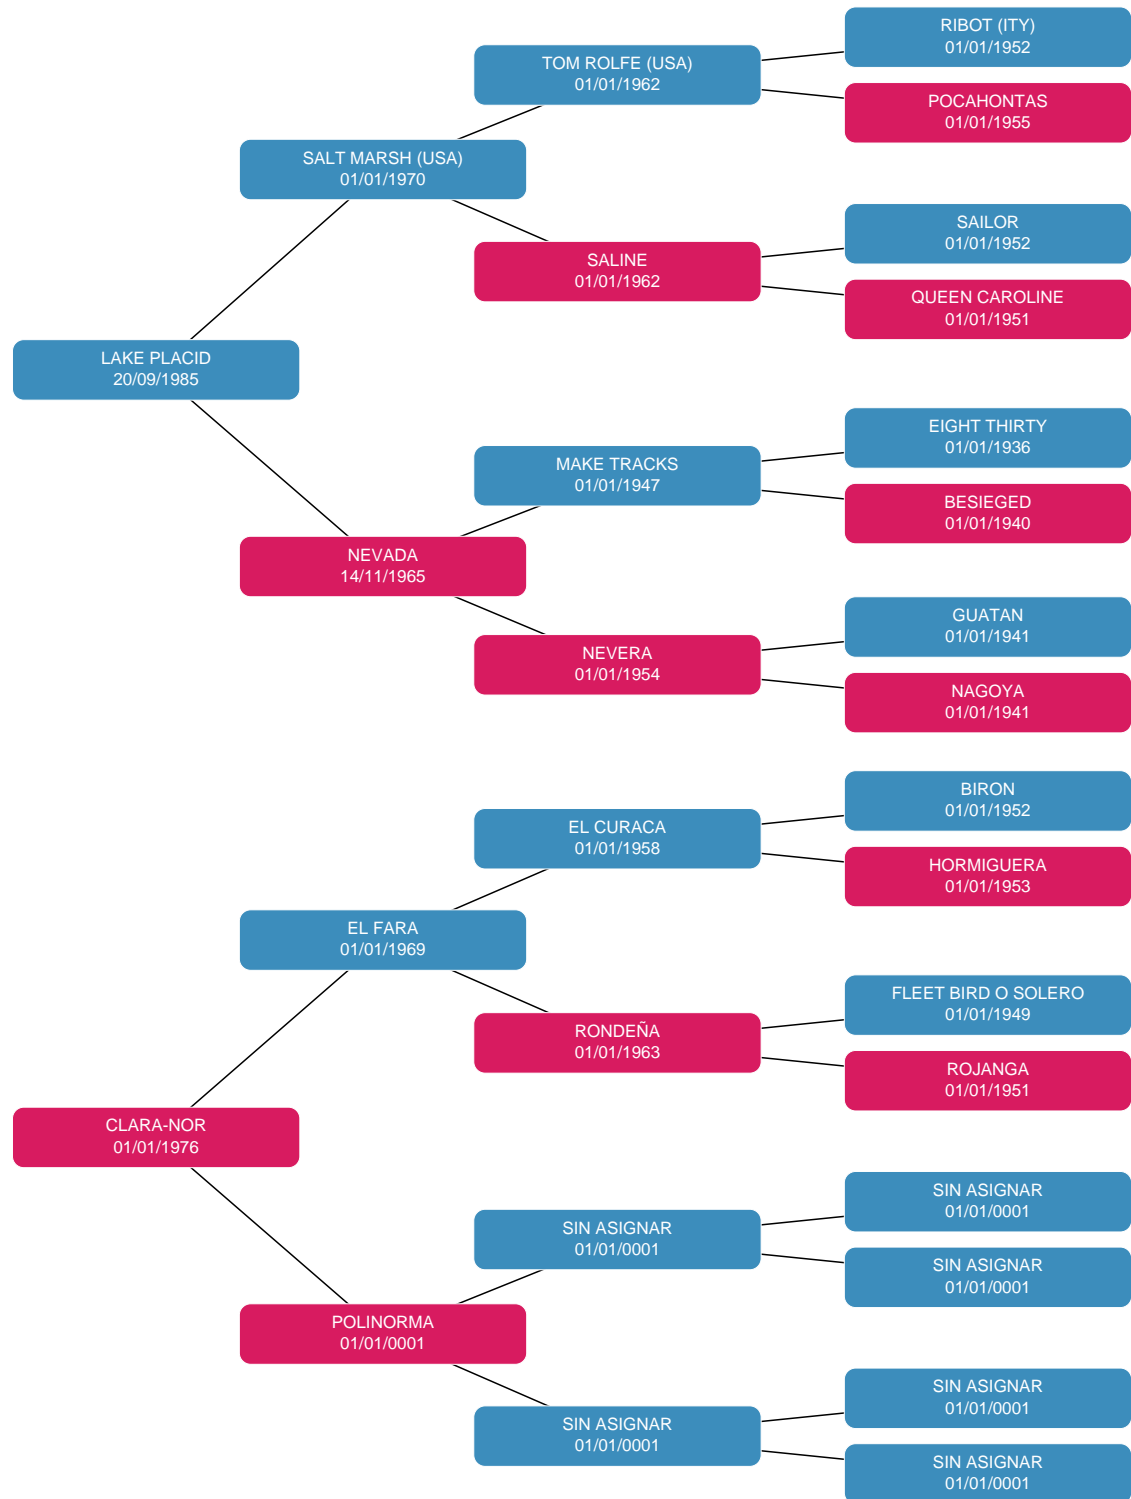 RIBOT (ITY)
01/01/1952
TOM ROLFE (USA)
01/01/1962
POCAHONTAS
01/01/1955
SALT MARSH (USA)
01/01/1970
SAILOR
01/01/1952
SALINE
01/01/1962
QUEEN CAROLINE
01/01/1951
LAKE PLACID
20/09/1985
EIGHT THIRTY
01/01/1936
MAKE TRACKS
01/01/1947
BESIEGED
01/01/1940
NEVADA
14/11/1965
GUATAN
01/01/1941
NEVERA
01/01/1954
NAGOYA
01/01/1941
BIRON
01/01/1952
EL CURACA
01/01/1958
HORMIGUERA
01/01/1953
EL FARA
01/01/1969
FLEET BIRD O SOLERO
01/01/1949
RONDEÑA
01/01/1963
ROJANGA
01/01/1951
CLARA-NOR
01/01/1976
SIN ASIGNAR
01/01/0001
SIN ASIGNAR
01/01/0001
SIN ASIGNAR
01/01/0001
POLINORMA
01/01/0001
SIN ASIGNAR
01/01/0001
SIN ASIGNAR
01/01/0001
SIN ASIGNAR
01/01/0001